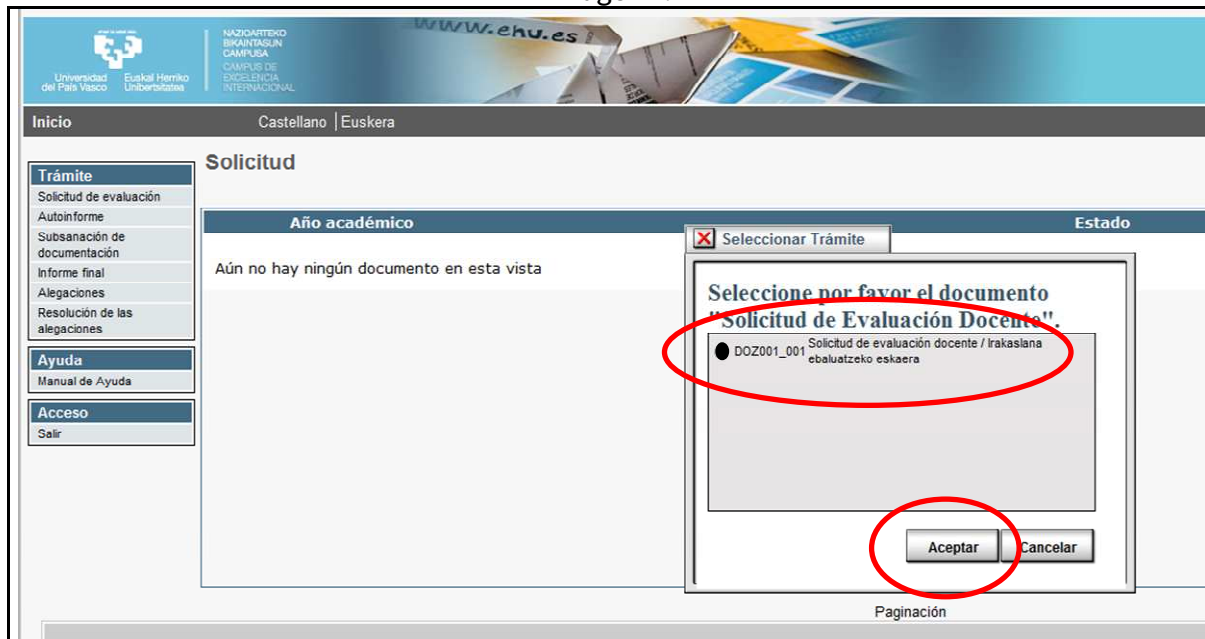 www.ehu.es
NAZIOARTEKO
BIKAINTASUN
CAMPUSA
CAMPUS DE
EXCELENCIA
INTERNACIONAL
Universidad
del País Vasco
Euskal Herriko
Unibertsitatea
Inicio
Castellano | Euskera
Solicitud
Trámite
Solicitud de evaluación
Autoinforme
Subsanación de
documentación
Informe final
Alegaciones
Resolución de las
alegaciones
Ayuda
Manual de Ayuda
Acceso
Salir
Año académico
Estado
Aún no hay ningún documento en esta vista
Seleccionar Trámite
Seleccione por favor el documento
"Solicitud de Evaluación Docente".
DOZ001_001 Solicitud de evaluación docente / Irakaslana
ebaluatzeko eskaera
Aceptar
Cancelar
Paginación